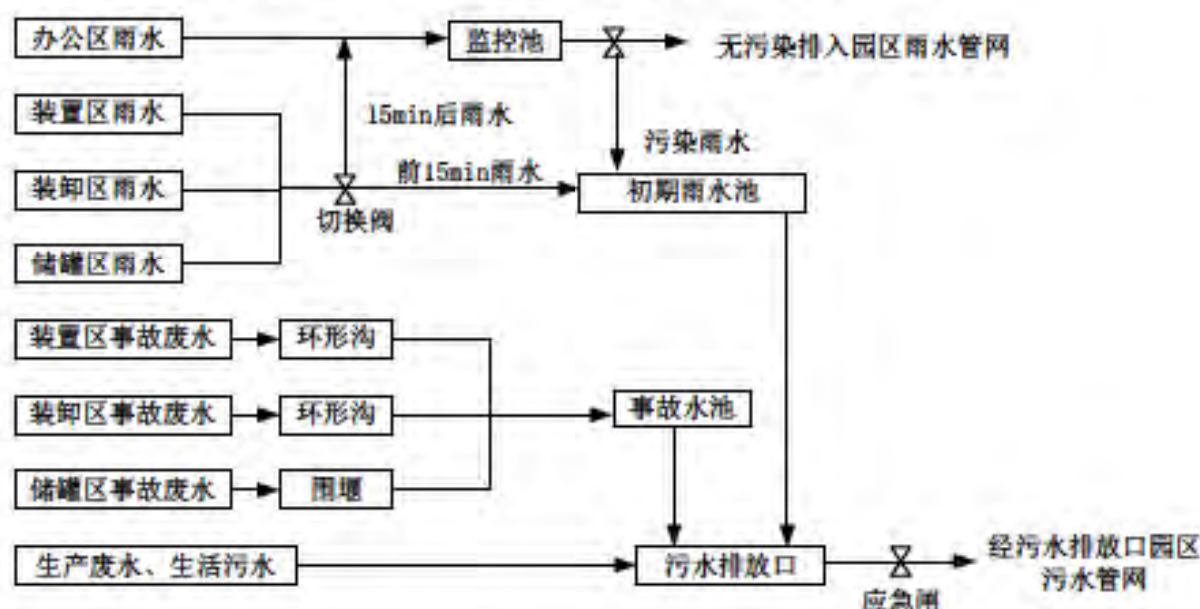 办公区雨水
监控池
无污染排入园区雨水管网
装置区雨水
15min后雨水
污染雨水
装卸区雨水
前15min雨水
初期雨水池
切换阀
储罐区雨水
装置区事故废水
环形沟
装卸区事故废水
环形沟
事故水池
储罐区事故废水
围堰
生产废水、生活污水
污水排放口
经污水排放口园区
污水管网
应急闸